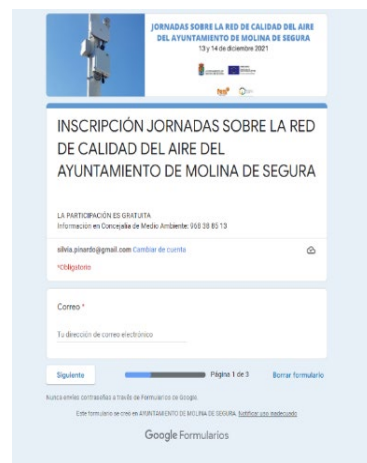 JORNADAS SOBRE LA RED DE CALIDAD DEL AIRE
DEL AYUNTAMIENTO DE MOLINA DE SEGURA
13 y 14 de diciembre 2021
INSCRIPCIÓN JORNADAS SOBRE LA RED
DE CALIDAD DEL AIRE DEL
AYUNTAMIENTO DE MOLINA DE SEGURA
LA PARTICIPACIÓN ES GRATUITA
Información en Concejalía de Medio Ambiente: 968 38 85 13
silvia.pinardo@gmail.com Cambiar de cuenta
*Obligatorio
Correo *
Tu dirección de correo electrónico
Siguiente
Página 1 de 3
Borrar formulario
Nunca envíes contraseñas a través de Formularios de Google.
Este formulario se creó en AYUNTAMIENTO DE MOLINA DE SEGURA. Notificar uso inadecuado
Google Formularios